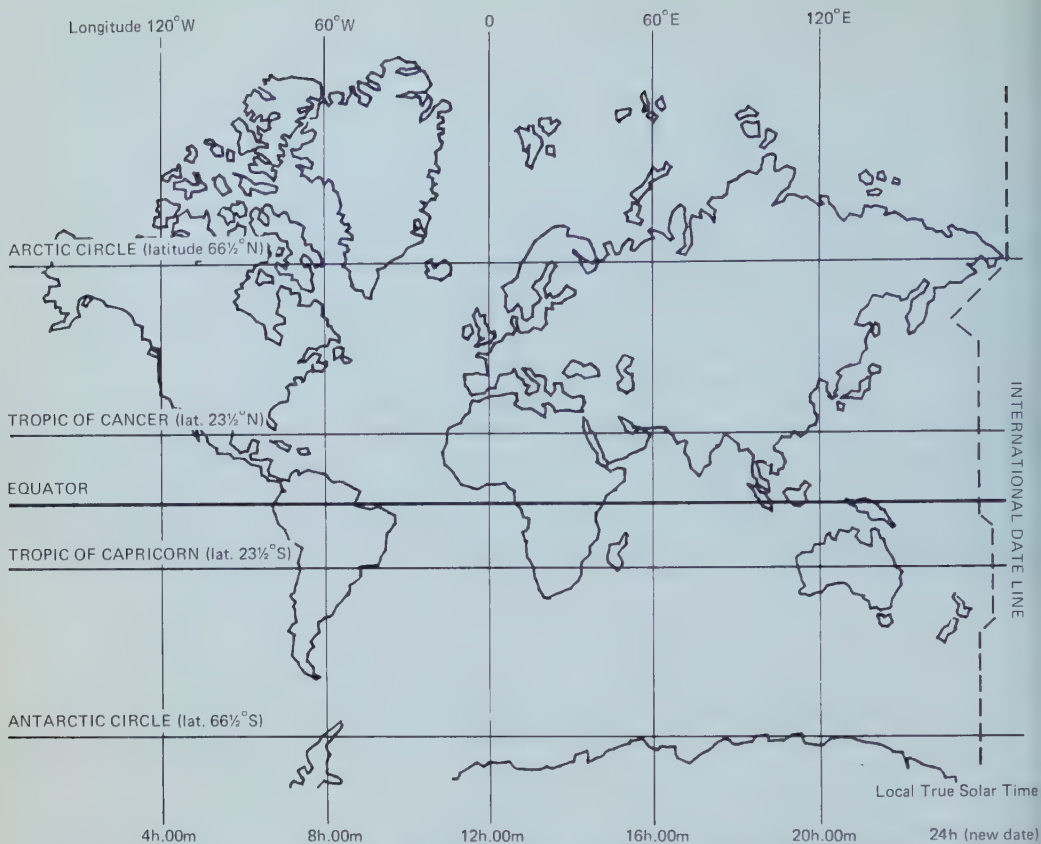 Longitude 120°W 60°W 0 60°E 120°E
ARCTIC CIRCLE (latitude 66½°N)
TROPIC OF CANCER (lat. 23½°N)
EQUATOR
TROPIC OF CAPRICORN (lat. 23½°S)
INTERNATIONAL DATE LINE
ANTARCTIC CIRCLE (lat. 66½°S)
Local True Solar Time
4h.00m 8h.00m 12h.00m 16h.00m 20h.00m 24h (new date)